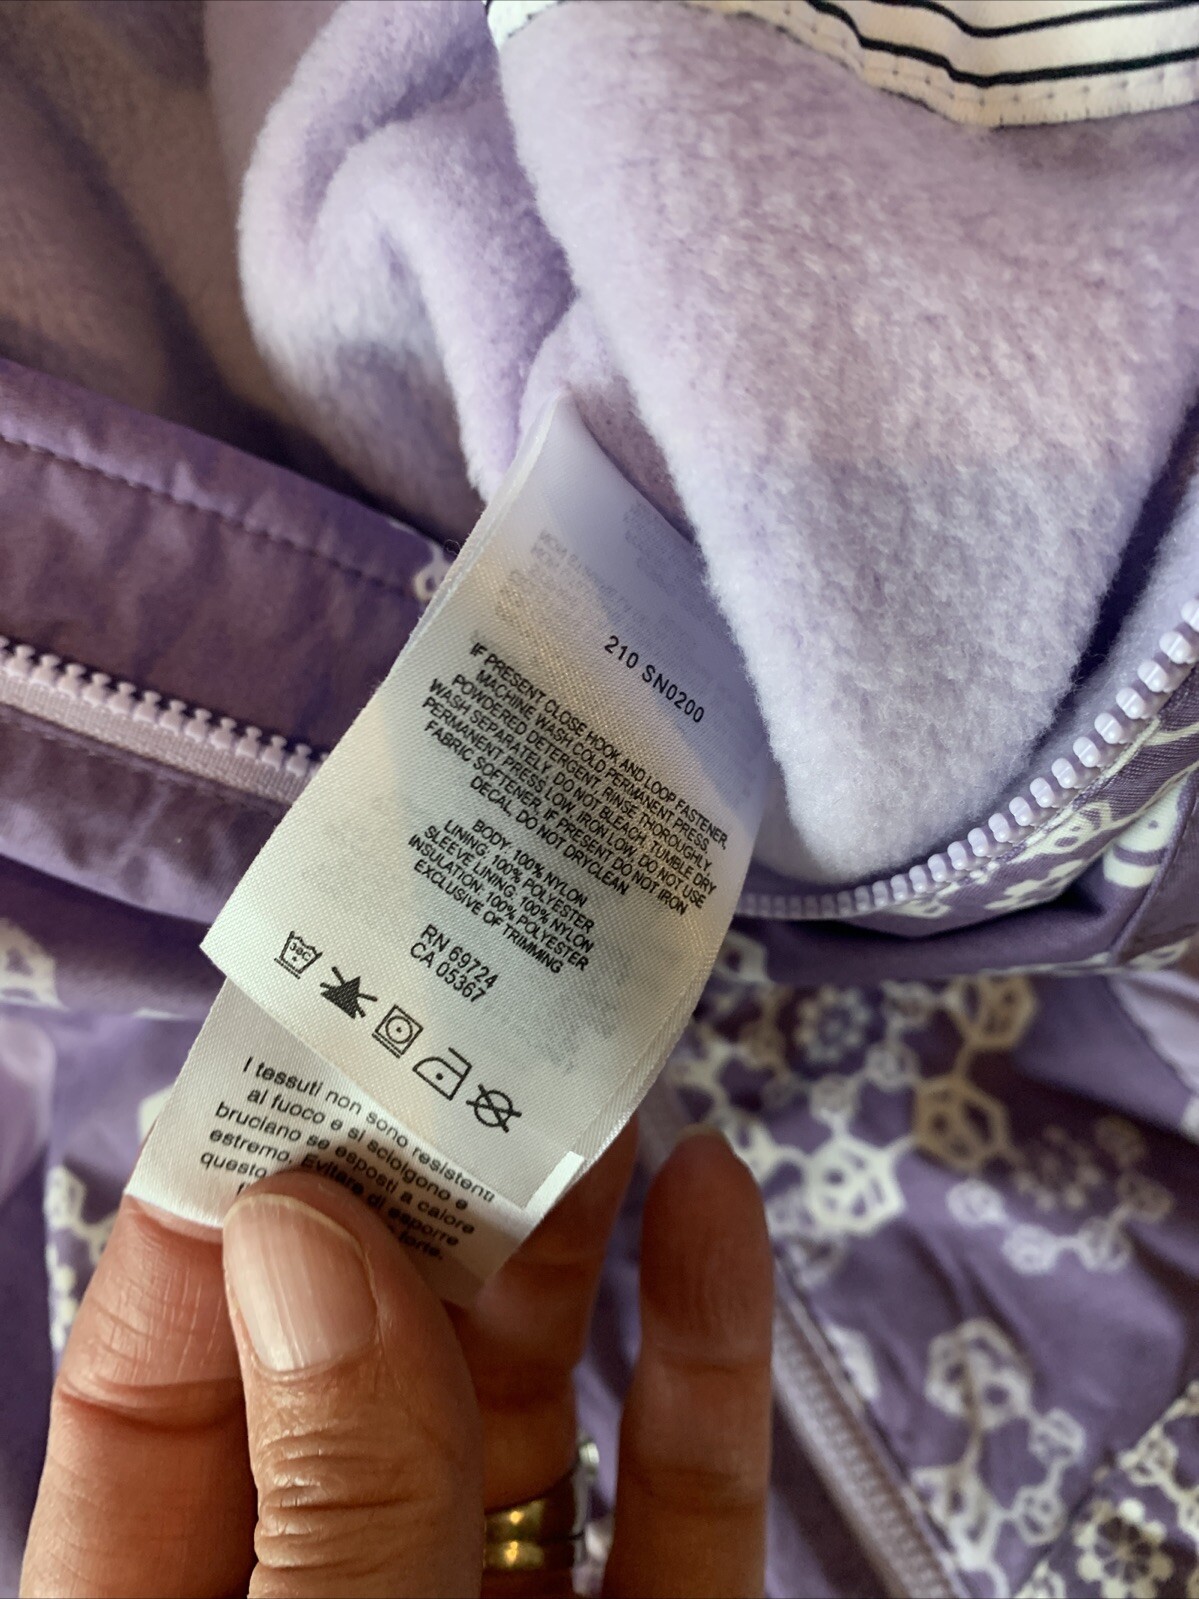 210 SN0200
IF PRESENT CLOSE HOOK AND LOOP FASTENER,
MACHINE WASH COLD PERMANENT PRESS,
POWDERED DETERGENT, RINSE THOROUGHLY,
WASH SEPARATELY, DO NOT BLEACH, TUMBLE DRY
PERMANENT PRESS LOW, IRON LOW, DO NOT USE
FABRIC SOFTENER, IF PRESENT, DO NOT IRON
DECAL, DO NOT DRYCLEAN
BODY: 100% NYLON
LINING: 100% POLYESTER
SLEEVE LINING: 100% NYLON
INSULATION: 100% POLYESTER
EXCLUSIVE OF TRIMMING
RN 69724
CA 05367
30C
I tessuti non sono resistenti
al fuoco e si sciolgono e
bruciano se esposti a calore
estremo. Evitare di esporre
questo forte.